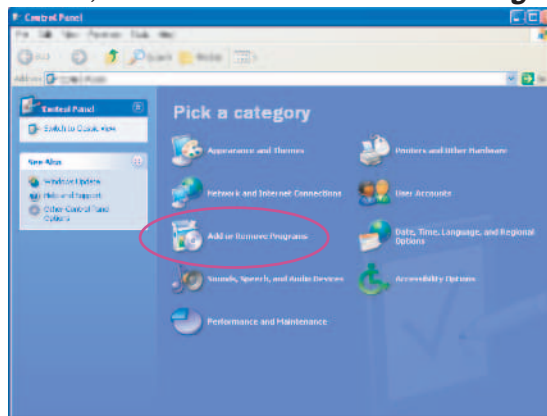 Control Panel
Control Panel
Control Panel
Switch to Classic View
See Also
Windows Update
Help and Support
Other Control Panel
Options
Pick a category
Appearance and Themes
Printers and Other Hardware
Network and Internet Connections
User Accounts
Add or Remove Programs
Date, Time, Language, and Regional
Options
Sounds, Speech, and Audio Devices
Accessibility Options
Performance and Maintenance